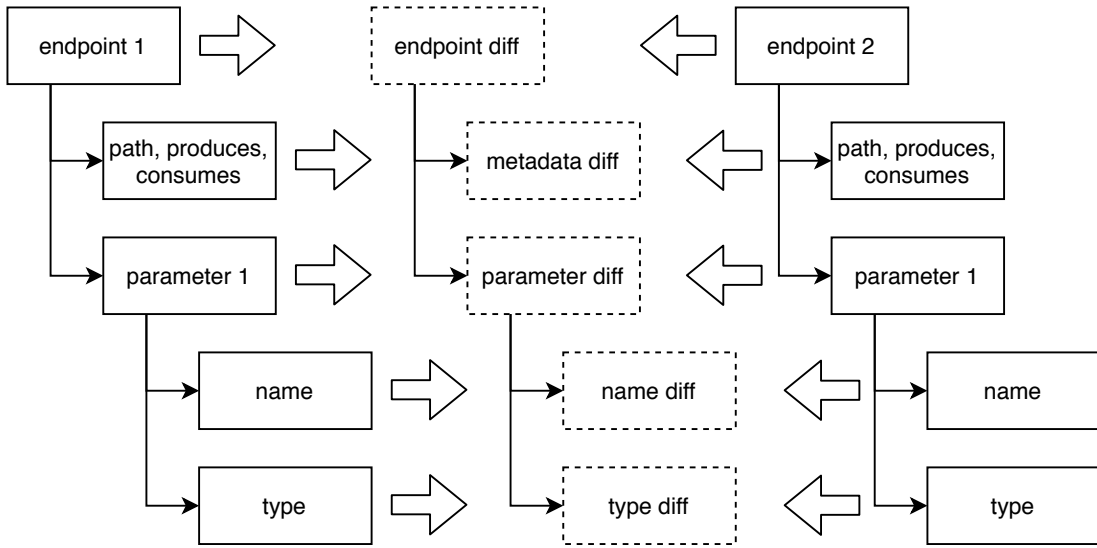 endpoint 1
endpoint diff
endpoint 2
path, produces,
consumes
metadata diff
path, produces,
consumes
parameter 1
parameter diff
parameter 1
name
name diff
name
type
type diff
type